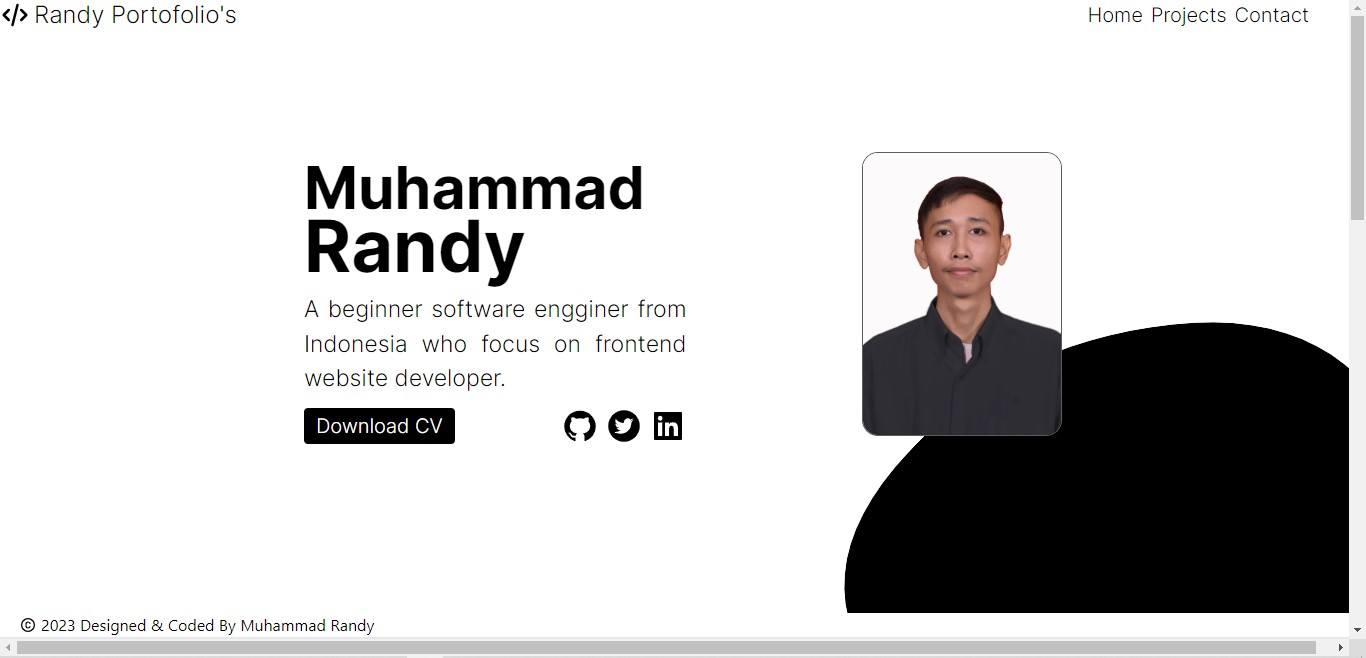 </> Randy Portofolio's
Home Projects Contact
Muhammad
Randy
A beginner software engginer from
Indonesia who focus on frontend
website developer.
Download CV
in
© 2023 Designed & Coded By Muhammad Randy